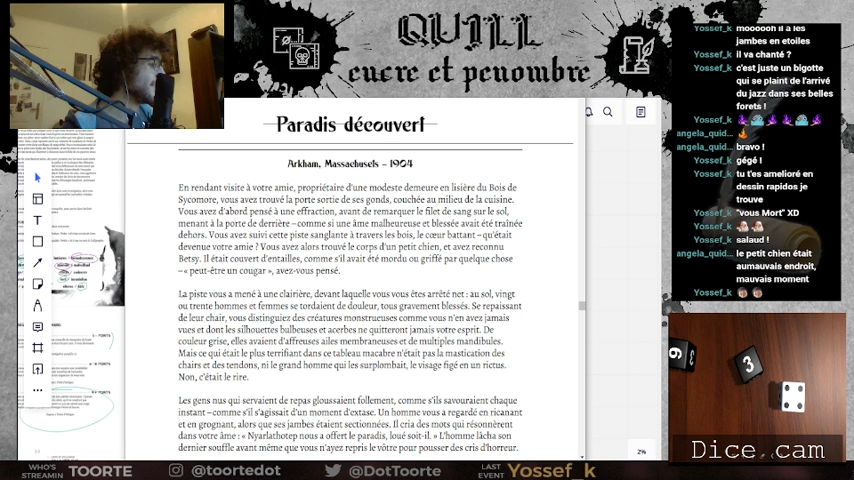 QUILL
encre et penombre
Paradis découvert
Arkham, Massachusets – 1904
En rendant visite à votre amie, propriétaire d'une modeste demeure en lisière du Bois de
Sycomore, vous avez trouvé la porte sortie de ses gonds, couchée au milieu de la cuisine.
Vous avez d'abord pensé à une effraction, avant de remarquer le filet de sang sur le sol,
menant à la porte de derrière – comme si une âme malheureuse et blessée avait été traînée
dehors. Vous avez suivi cette piste sanglante à travers les bois, le cœur battant – qu'était
devenue votre amie ? Vous avez alors trouvé le corps d'un petit chien, et avez reconnu
Betsy. Il était couvert d'entailles, comme s'il avait été mordu ou griffé par quelque chose
– « peut-être un cougar », avez-vous pensé.
La piste vous a mené à une clairière, devant laquelle vous vous êtes arrêté net : au sol, vingt
ou trente hommes et femmes se tordaient de douleur, tous gravement blessés. Se repaissant
de leur chair, vous distinguiez des créatures monstrueuses comme vous n'en avez jamais
vues et dont les silhouettes bulbeuses et acerbes ne quitteront jamais votre esprit. De
couleur grise, elles avaient d'affreuses ailes membraneuses et de multiples mandibules.
Mais ce qui était le plus terrifiant dans ce tableau macabre n'était pas la mastication des
chairs et des tendons, ni le grand homme qui les surplombait, le visage figé en un rictus.
Non, c'était le rire.
Les gens nus qui servaient de repas gloussaient follement, comme s'ils savouraient chaque
instant – comme s'il s'agissait d'un moment d'extase. Un homme vous a regardé en ricanant
et en grognant, alors que ses jambes étaient sectionnées. Il cria des mots qui résonnèrent
dans votre âme : « Nyarlathotep nous a offert le paradis, loué soit-il. » L'homme lâcha son
dernier souffle avant même que vous n'ayez repris le vôtre pour pousser des cris d'horreur.
2%
Yossef_k moooooh il a les
jambes en etoiles
Yossef_k il va chanté ?
Yossef_k c'est juste un bigotte
qui se plaint de l'arrivé
du jazz dans ses belles
forets !
Yossef_k
angela_quid...
angela_quid... bravo !
Yossef_k gégé !
Yossef_k tu t'es amelioré en
dessin rapidos je
trouve
Yossef_k "vous Mort" XD
Yossef_k
Yossef_k salaud !
angela_quid... le petit chien était
aumauvais endroit,
mauvais moment
Yossef_k
3
Dice.cam
WHO'S
STREAMIN
TOORTE
@toortedot
@DotToorte
LAST
EVENT
Yossef_k